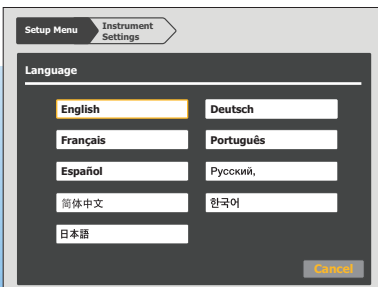 Setup Menu
Instrument
Settings
Language
English
Deutsch
Français
Português
Español
Русский,
简体中文
한국어
日本語
Cancel